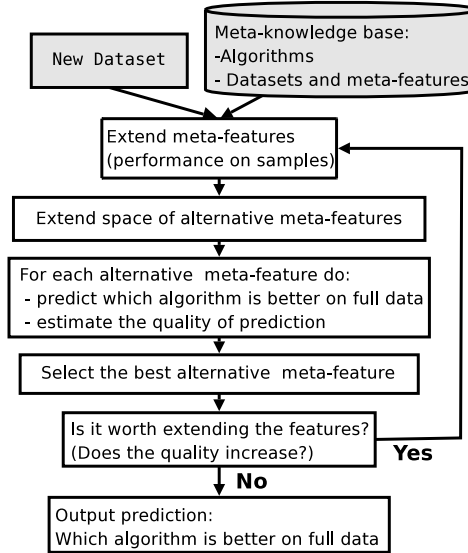 New Dataset
Meta-knowledge base:
-Algorithms
- Datasets and meta-features
Extend meta-features
(performance on samples)
Extend space of alternative meta-features
For each alternative meta-feature do:
- predict which algorithm is better on full data
- estimate the quality of prediction
Select the best alternative meta-feature
Is it worth extending the features?
(Does the quality increase?)
Yes
No
Output prediction:
Which algorithm is better on full data